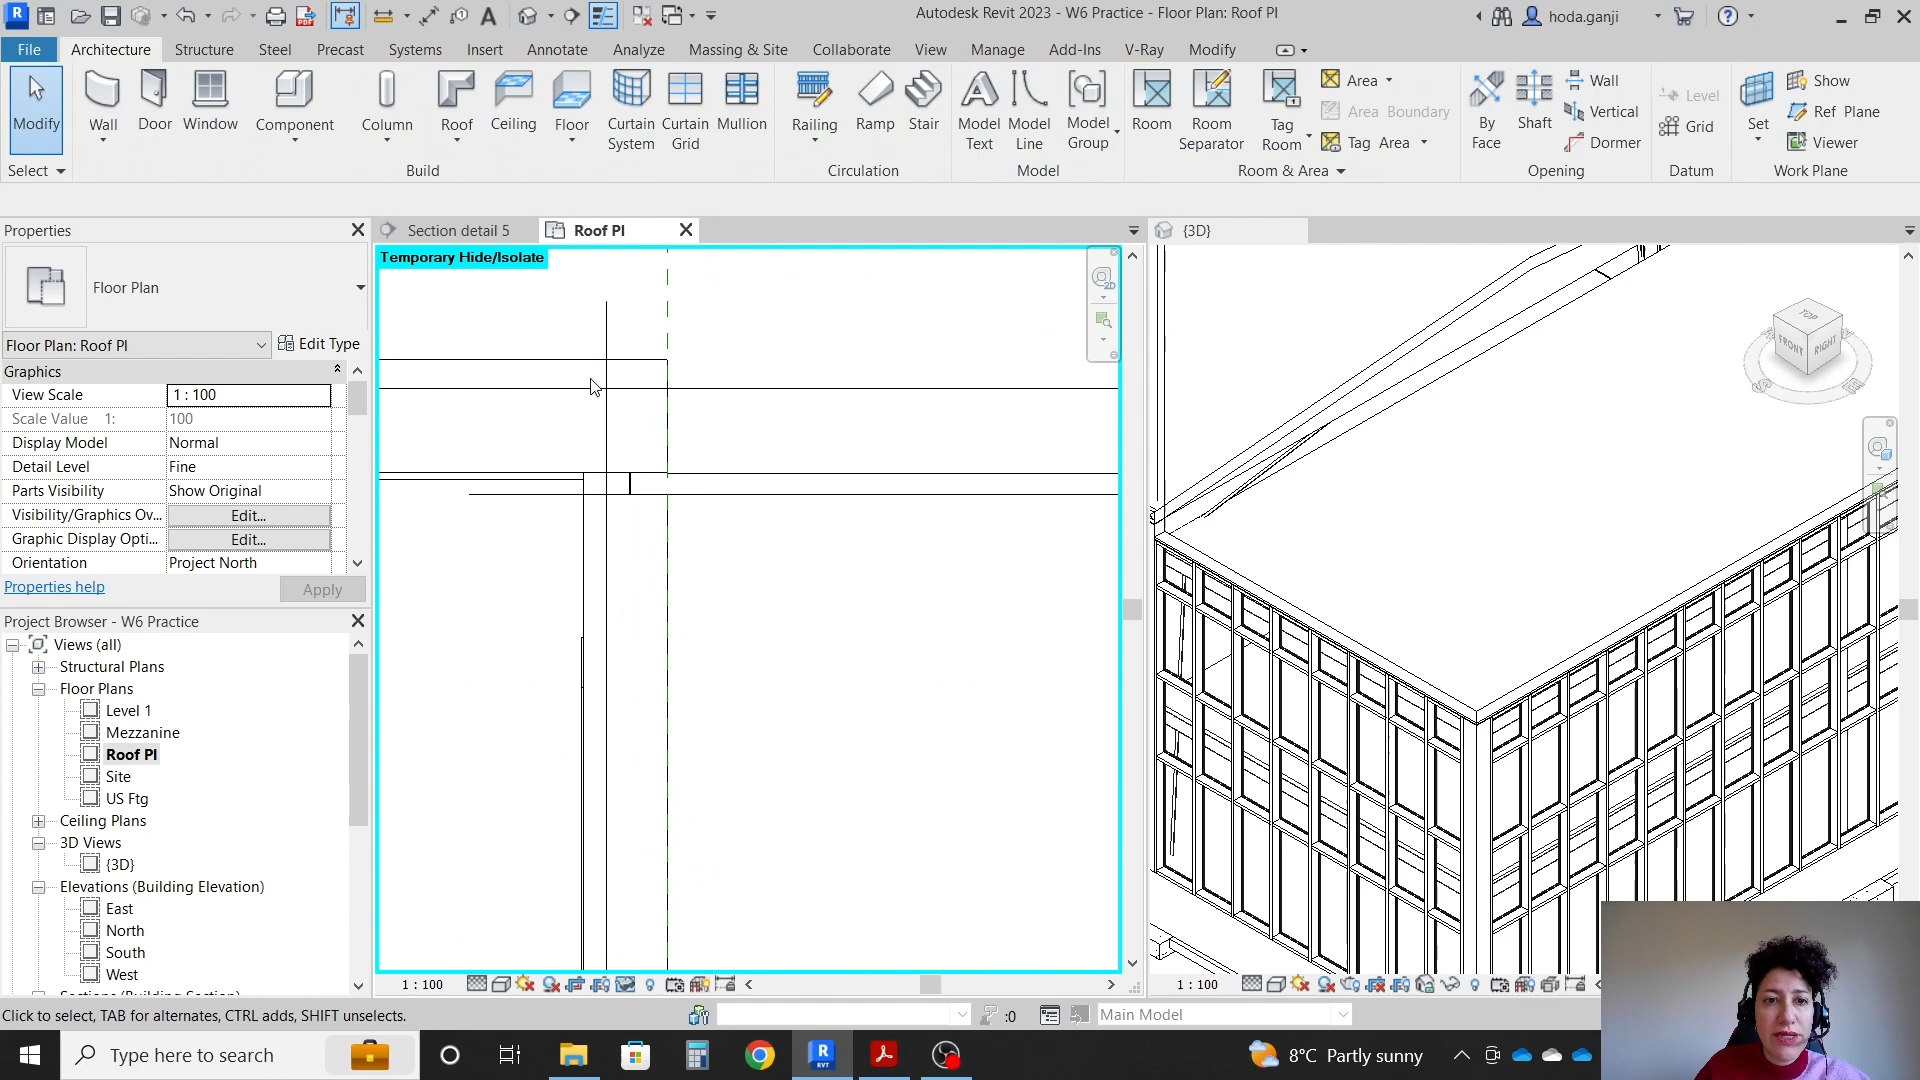 Autodesk Revit 2023 - W6 Practice - Floor Plan: Roof Pl
hoda.ganji
File Architecture Structure Steel Precast Systems Insert Annotate Analyze Massing & Site Collaborate View Manage Add-Ins V-Ray Modify
Modify
Wall
Door
Window
Component
Column
Roof
Ceiling
Floor
Curtain System
Curtain Grid
Mullion
Railing
Ramp
Stair
Model Text
Model Line
Model Group
Room
Room Separator
Tag Room
Area
Area Boundary
Tag Area
By Face
Shaft
Wall
Vertical
Dormer
Level
Grid
Set
Show
Ref Plane
Viewer
Select Build Circulation Model Room & Area Opening Datum Work Plane
Properties
Floor Plan
Floor Plan: Roof Pl Edit Type
Graphics
View Scale 1 : 100
Scale Value 1: 100
Display Model Normal
Detail Level Fine
Parts Visibility Show Original
Visibility/Graphics Ov... Edit...
Graphic Display Opti... Edit...
Orientation Project North
Properties help Apply
Project Browser - W6 Practice
Views (all)
Structural Plans
Floor Plans
Level 1
Mezzanine
Roof Pl
Site
US Ftg
Ceiling Plans
3D Views
{3D}
Elevations (Building Elevation)
East
North
South
West
Section detail 5 Roof Pl
Temporary Hide/Isolate
2D
{3D}
TOP
FRONT
RIGHT
1 : 100
1 : 100
Click to select, TAB for alternates, CTRL adds, SHIFT unselects.
:0
Main Model
Type here to search
8°C Partly sunny